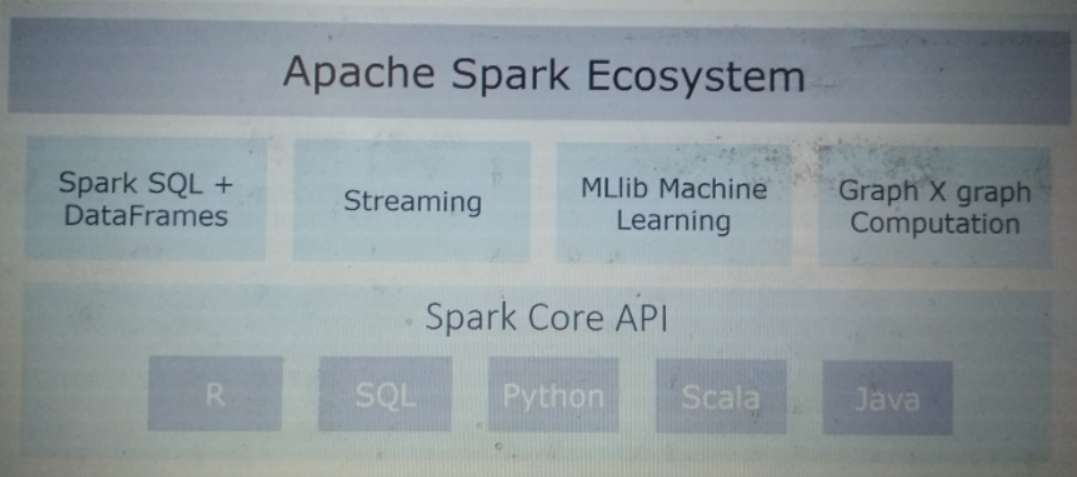 Apache Spark Ecosystem
Spark SQL +
DataFrames
Streaming
MLlib Machine
Learning
Graph X graph
Computation
Spark Core API
R
SQL
Python
Scala
Java